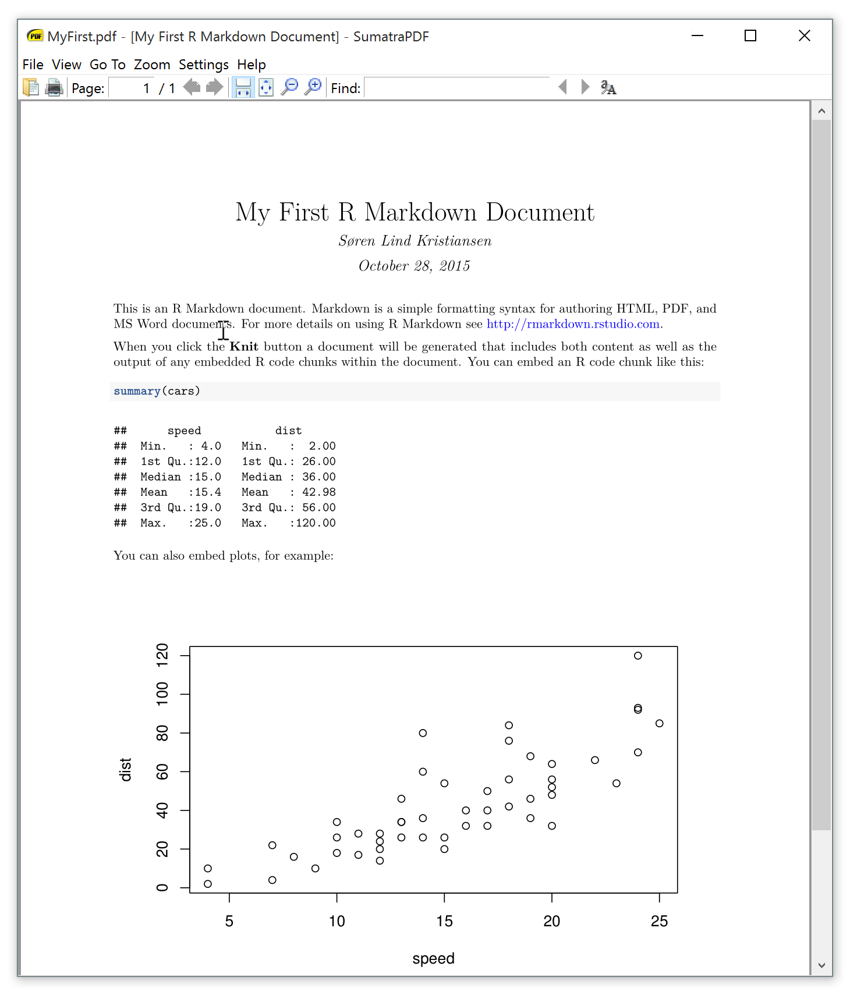 MyFirst.pdf - [My First R Markdown Document] - SumatraPDF
File View Go To Zoom Settings Help
Page: 1 / 1 Find:
My First R Markdown Document
Søren Lind Kristiansen
October 28, 2015
This is an R Markdown document. Markdown is a simple formatting syntax for authoring HTML, PDF, and
MS Word documents. For more details on using R Markdown see http://rmarkdown.rstudio.com.
When you click the Knit button a document will be generated that includes both content as well as the
output of any embedded R code chunks within the document. You can embed an R code chunk like this:
summary(cars)
##      speed           dist
##  Min.   : 4.0   Min.   :  2.00
##  1st Qu.:12.0   1st Qu.: 26.00
##  Median :15.0   Median : 36.00
##  Mean   :15.4   Mean   : 42.98
##  3rd Qu.:19.0   3rd Qu.: 56.00
##  Max.   :25.0   Max.   :120.00
You can also embed plots, for example:
120
100
80
60
40
20
0
dist
5 10 15 20 25
speed